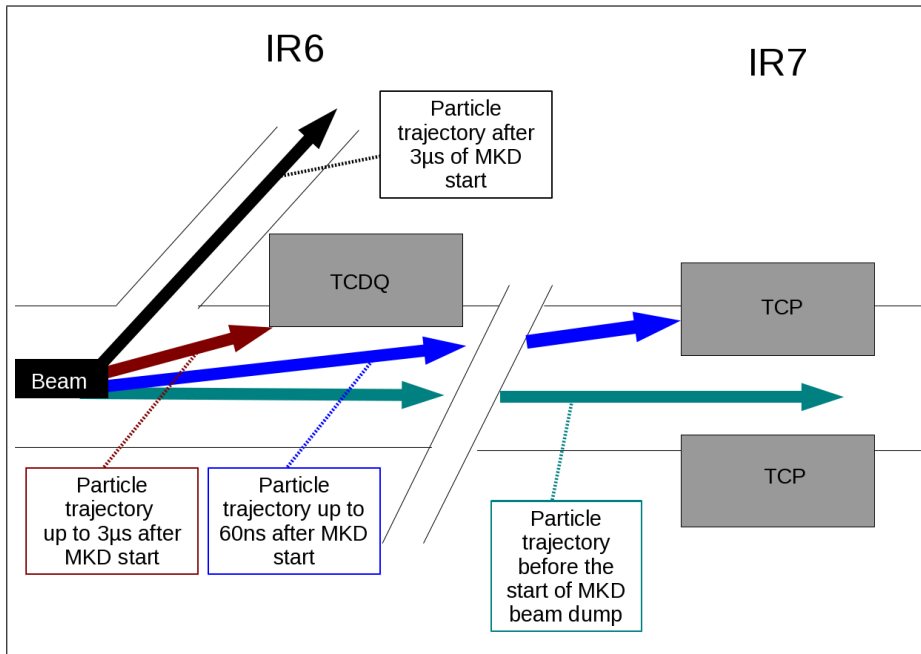 IR6
IR7
Particle
trajectory after
3µs of MKD
start
TCDQ
TCP
Beam
TCP
Particle
trajectory
up to 3µs after
MKD start
Particle
trajectory up to
60ns after MKD
start
Particle
trajectory
before the
start of MKD
beam dump